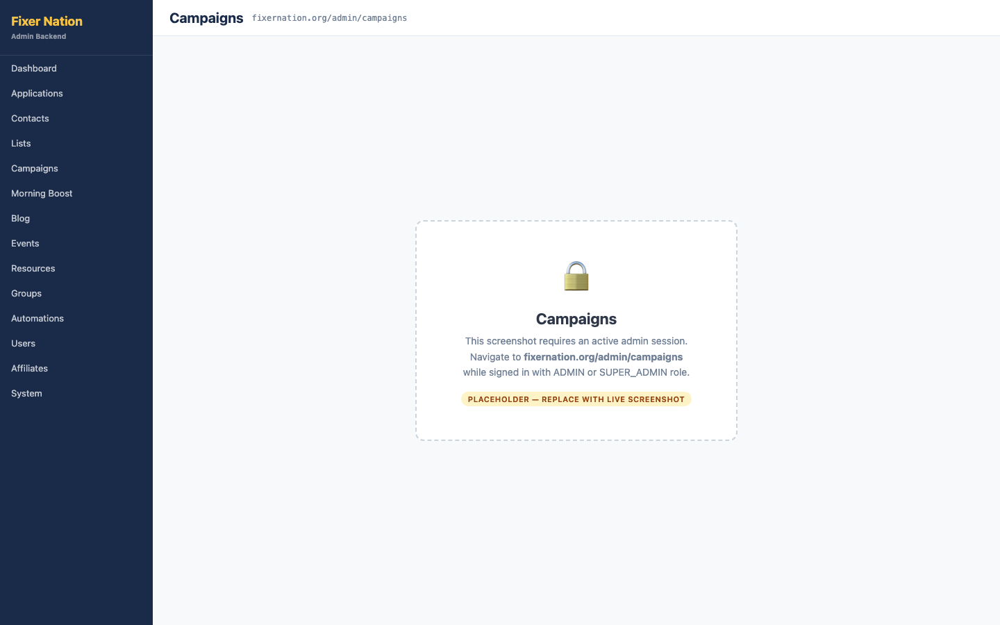 Fixer Nation
Admin Backend
Dashboard
Applications
Contacts
Lists
Campaigns
Morning Boost
Blog
Events
Resources
Groups
Automations
Users
Affiliates
System
Campaigns fixernation.org/admin/campaigns
Campaigns
This screenshot requires an active admin session.
Navigate to fixernation.org/admin/campaigns
while signed in with ADMIN or SUPER_ADMIN role.
PLACEHOLDER — REPLACE WITH LIVE SCREENSHOT